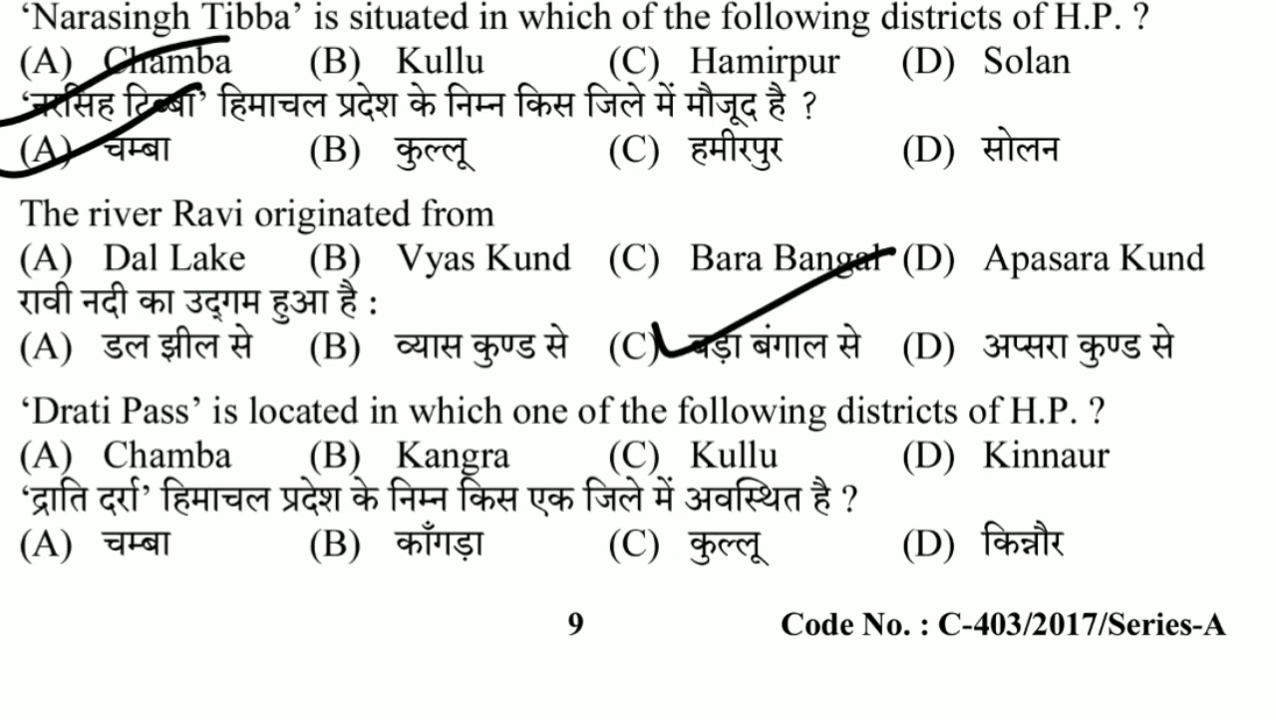 ‘Narasingh Tibba’ is situated in which of the following districts of H.P. ?
(A) Chamba (B) Kullu (C) Hamirpur (D) Solan
‘नरसिंह टिब्बा’ हिमाचल प्रदेश के निम्न किस जिले में मौजूद है ?
(A) चम्बा (B) कुल्लू (C) हमीरपुर (D) सोलन
The river Ravi originated from
(A) Dal Lake (B) Vyas Kund (C) Bara Bangal (D) Apasara Kund
रावी नदी का उद्‌गम हुआ है :
(A) डल झील से (B) व्यास कुण्ड से (C) बड़ा बंगाल से (D) अप्सरा कुण्ड से
‘Drati Pass’ is located in which one of the following districts of H.P. ?
(A) Chamba (B) Kangra (C) Kullu (D) Kinnaur
‘द्राति दर्रा’ हिमाचल प्रदेश के निम्न किस एक जिले में अवस्थित है ?
(A) चम्बा (B) काँगड़ा (C) कुल्लू (D) किन्नौर
9 Code No. : C-403/2017/Series-A